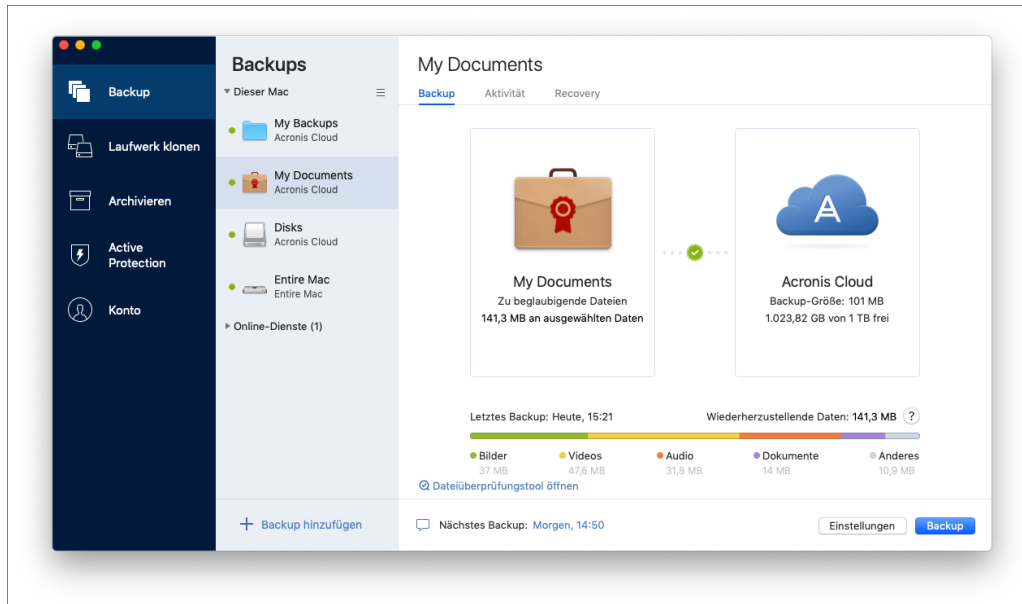 Backup
Laufwerk klonen
Archivieren
Active
Protection
Konto
Backups
Dieser Mac
My Backups
Acronis Cloud
My Documents
Acronis Cloud
Disks
Acronis Cloud
Entire Mac
Entire Mac
Online-Dienste (1)
Backup hinzufügen
My Documents
Backup Aktivität Recovery
My Documents
Zu beglaubigende Dateien
141,3 MB an ausgewählten Daten
Acronis Cloud
Backup-Größe: 101 MB
1.023,82 GB von 1 TB frei
Letztes Backup: Heute, 15:21 Wiederherzustellende Daten: 141,3 MB ?
Bilder Videos Audio Dokumente Anderes
37 MB 47,6 MB 31,8 MB 14 MB 10,9 MB
Dateiüberprüfungstool öffnen
Nächstes Backup: Morgen, 14:50 Einstellungen Backup